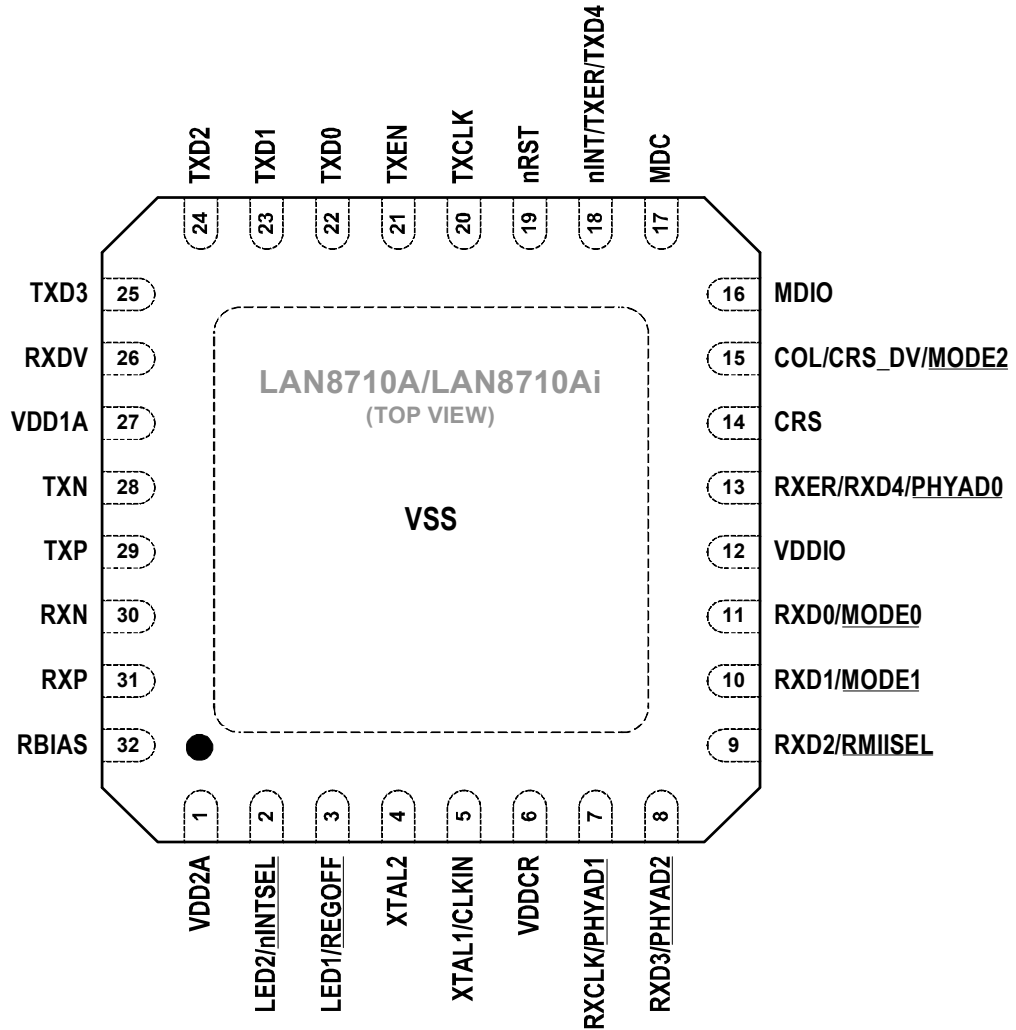 TXD2
TXD1
TXD0
TXEN
TXCLK
nRST
nINT/TXER/TXD4
MDC
24
23
22
21
20
19
18
17
TXD3 25
RXDV 26
VDD1A 27
TXN 28
TXP 29
RXN 30
RXP 31
RBIAS 32
LAN8710A/LAN8710Ai
(TOP VIEW)
VSS
16 MDIO
15 COL/CRS_DV/MODE2
14 CRS
13 RXER/RXD4/PHYAD0
12 VDDIO
11 RXD0/MODE0
10 RXD1/MODE1
9 RXD2/RMIISEL
1
2
3
4
5
6
7
8
VDD2A
LED2/nINTSEL
LED1/REGOFF
XTAL2
XTAL1/CLKIN
VDDCR
RXCLK/PHYAD1
RXD3/PHYAD2